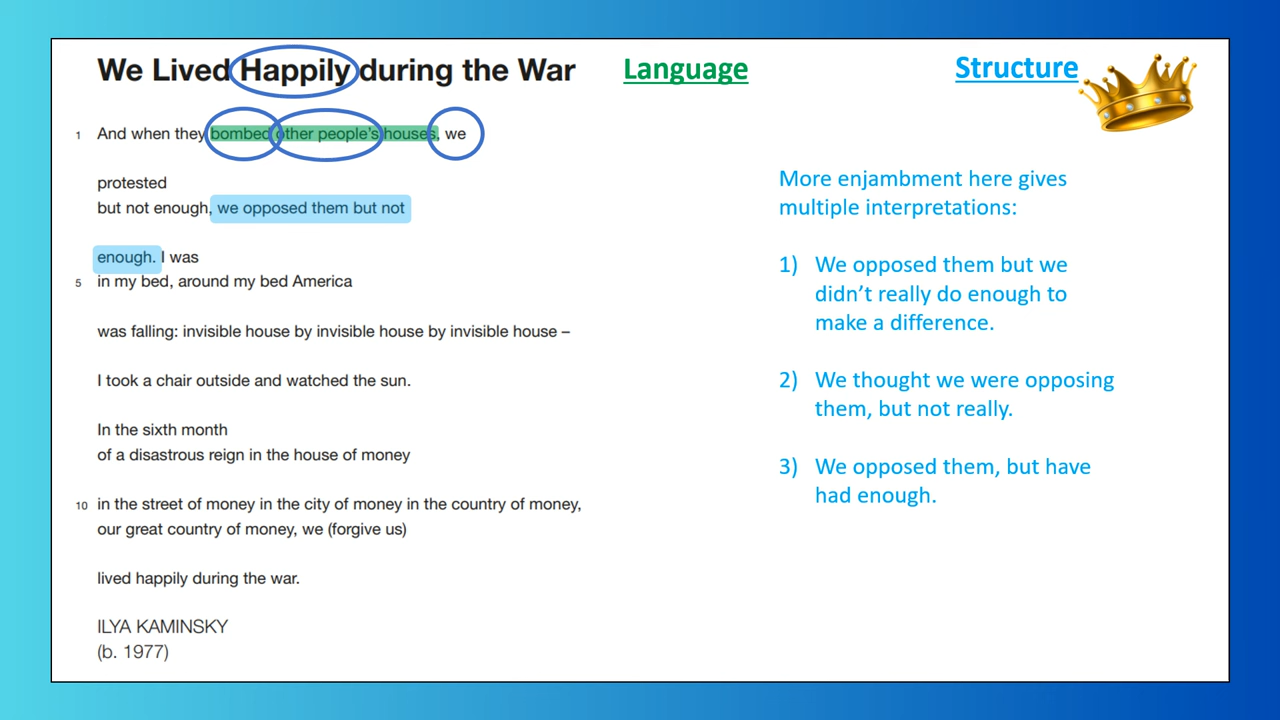 We Lived Happily during the War
Language
Structure
1 And when they bombed other people's houses, we
protested
but not enough, we opposed them but not
enough. I was
5 in my bed, around my bed America
was falling: invisible house by invisible house by invisible house –
I took a chair outside and watched the sun.
In the sixth month
of a disastrous reign in the house of money
10 in the street of money in the city of money in the country of money,
our great country of money, we (forgive us)
lived happily during the war.
ILYA KAMINSKY
(b. 1977)
More enjambment here gives
multiple interpretations:
1) We opposed them but we
didn't really do enough to
make a difference.
2) We thought we were opposing
them, but not really.
3) We opposed them, but have
had enough.